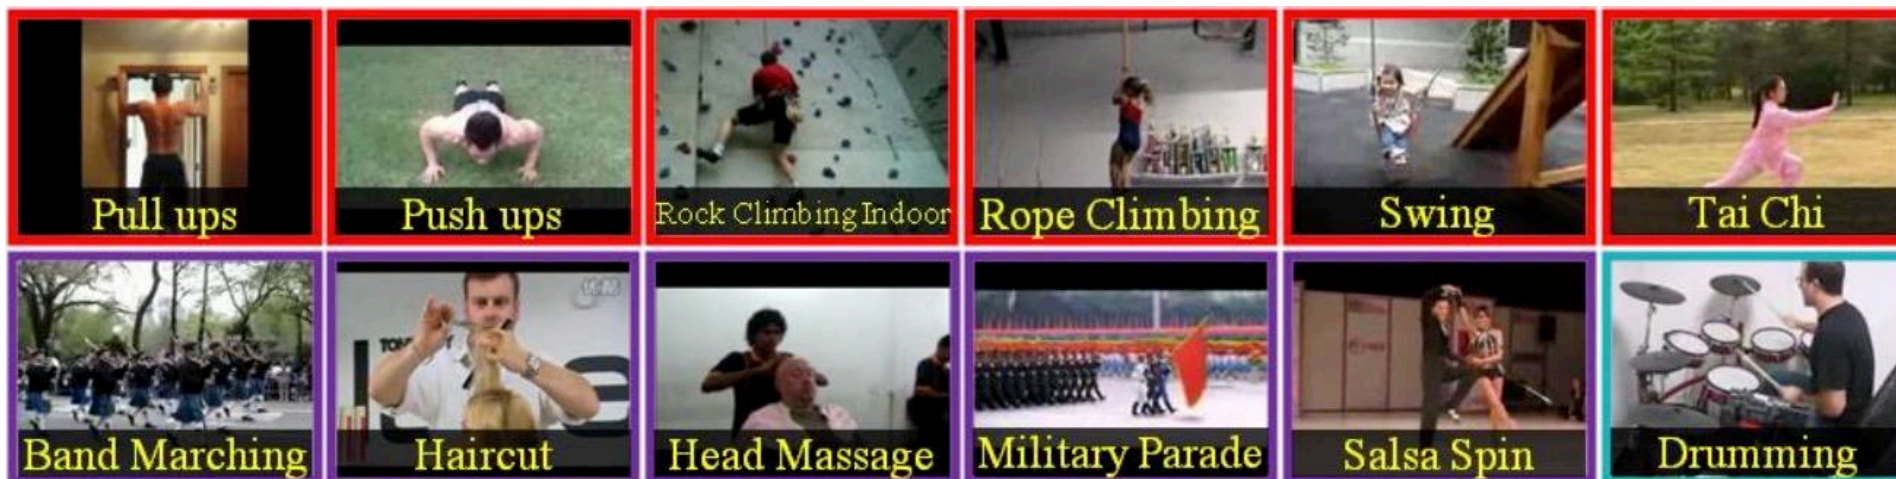 Pull ups
Push ups
Rock Climbing Indoor
Rope Climbing
Swing
Tai Chi
Band Marching
Haircut
Head Massage
Military Parade
Salsa Spin
Drumming